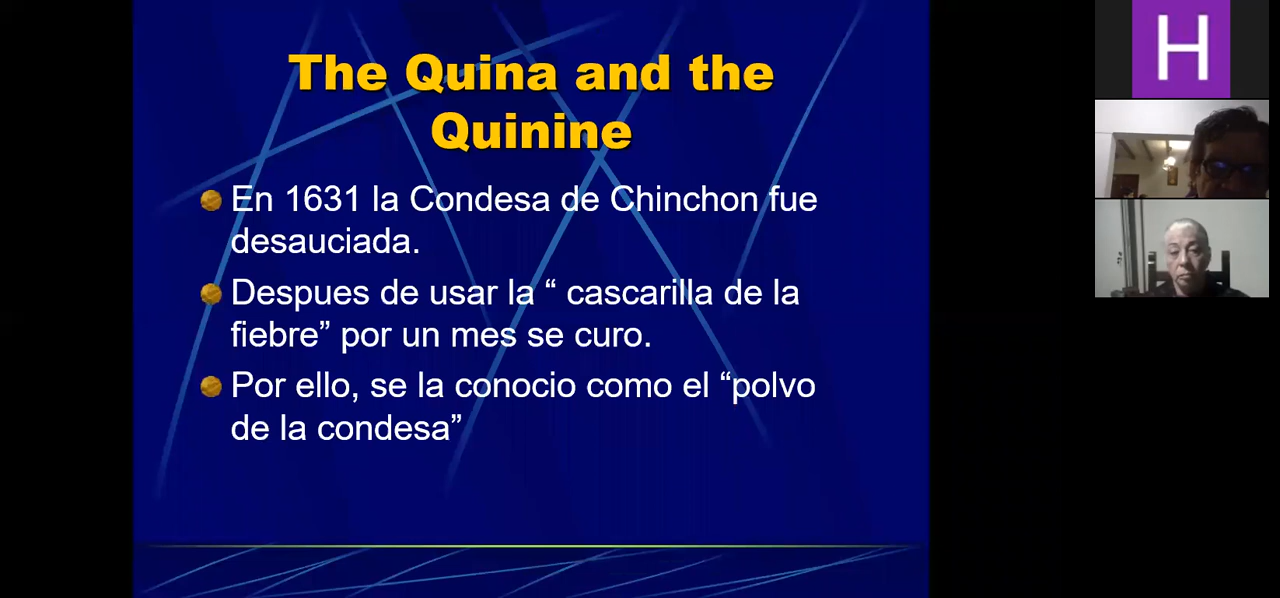 The Quina and the
Quinine
En 1631 la Condesa de Chinchon fue
desauciada.
Despues de usar la “ cascarilla de la
fiebre” por un mes se curo.
Por ello, se la conocio como el “polvo
de la condesa”
H